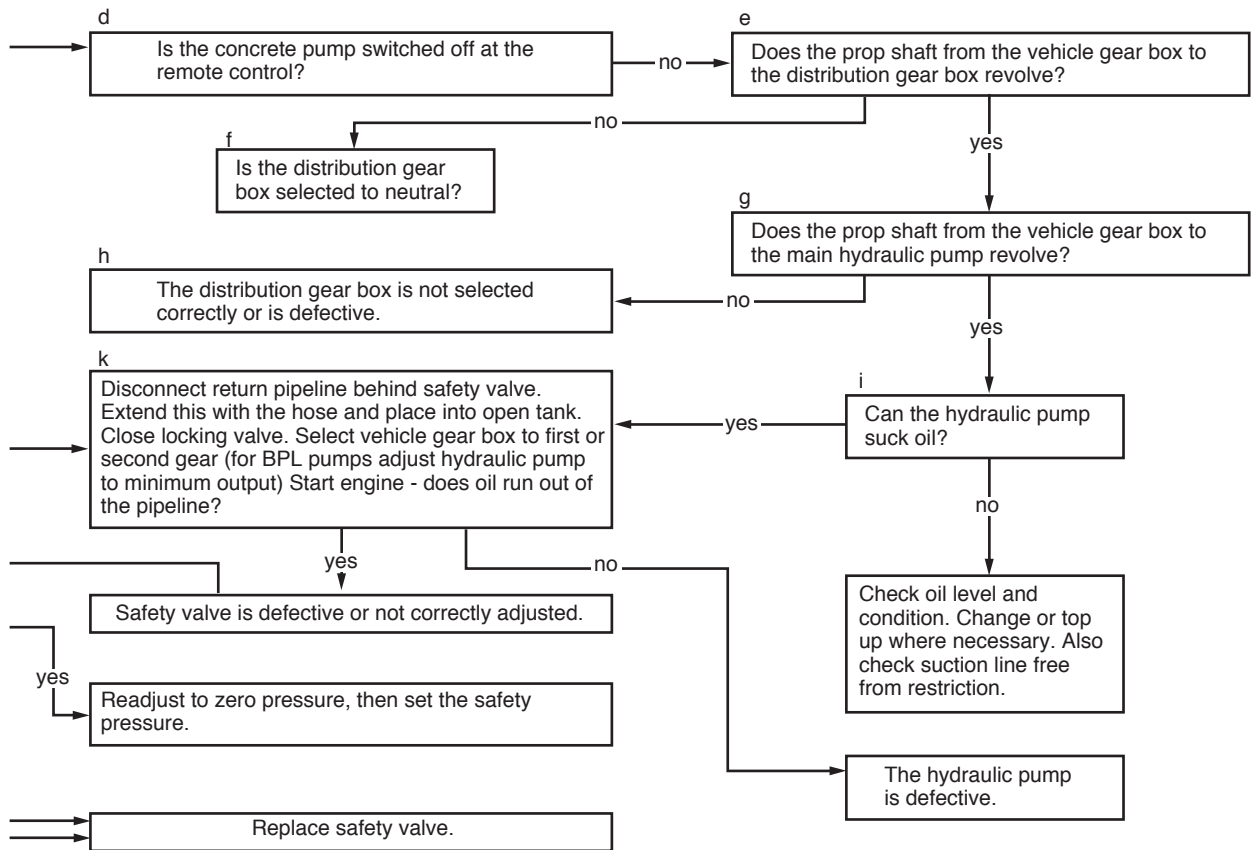 d
Is the concrete pump switched off at the
remote control?
no
e
Does the prop shaft from the vehicle gear box to
the distribution gear box revolve?
no
yes
f
Is the distribution gear
box selected to neutral?
g
Does the prop shaft from the vehicle gear box to
the main hydraulic pump revolve?
h
The distribution gear box is not selected
correctly or is defective.
no
yes
k
Disconnect return pipeline behind safety valve.
Extend this with the hose and place into open tank.
Close locking valve. Select vehicle gear box to first or
second gear (for BPL pumps adjust hydraulic pump
to minimum output) Start engine - does oil run out of
the pipeline?
yes
i
Can the hydraulic pump
suck oil?
no
yes
no
Safety valve is defective or not correctly adjusted.
Check oil level and
condition. Change or top
up where necessary. Also
check suction line free
from restriction.
yes
Readjust to zero pressure, then set the safety
pressure.
The hydraulic pump
is defective.
Replace safety valve.